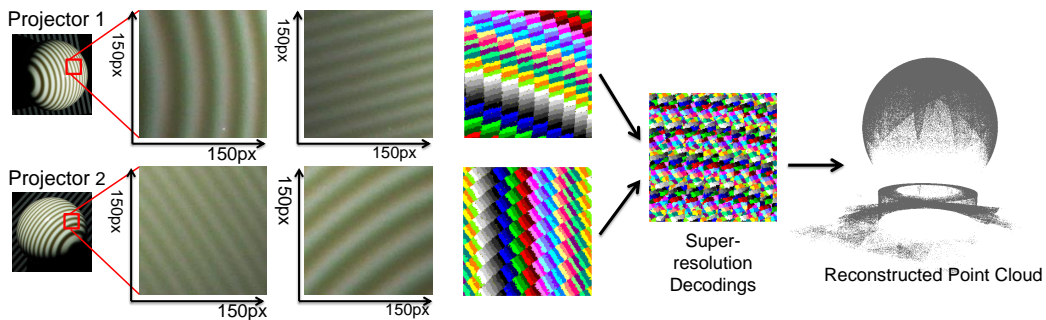 Projector 1
150px
150px
150px
150px
Projector 2
150px
150px
150px
150px
Super-
resolution
Decodings
Reconstructed Point Cloud